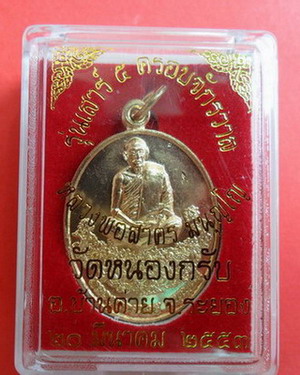 รุ่นเสาร์ ๕ ครอบจักรวาล
หลวงพ่อสาคร มนุญฺโญ
วัดหนองกรับ
อ.บ้านค่าย จ.ระยอง
๒๐ มีนาคม ๒๕๕๓